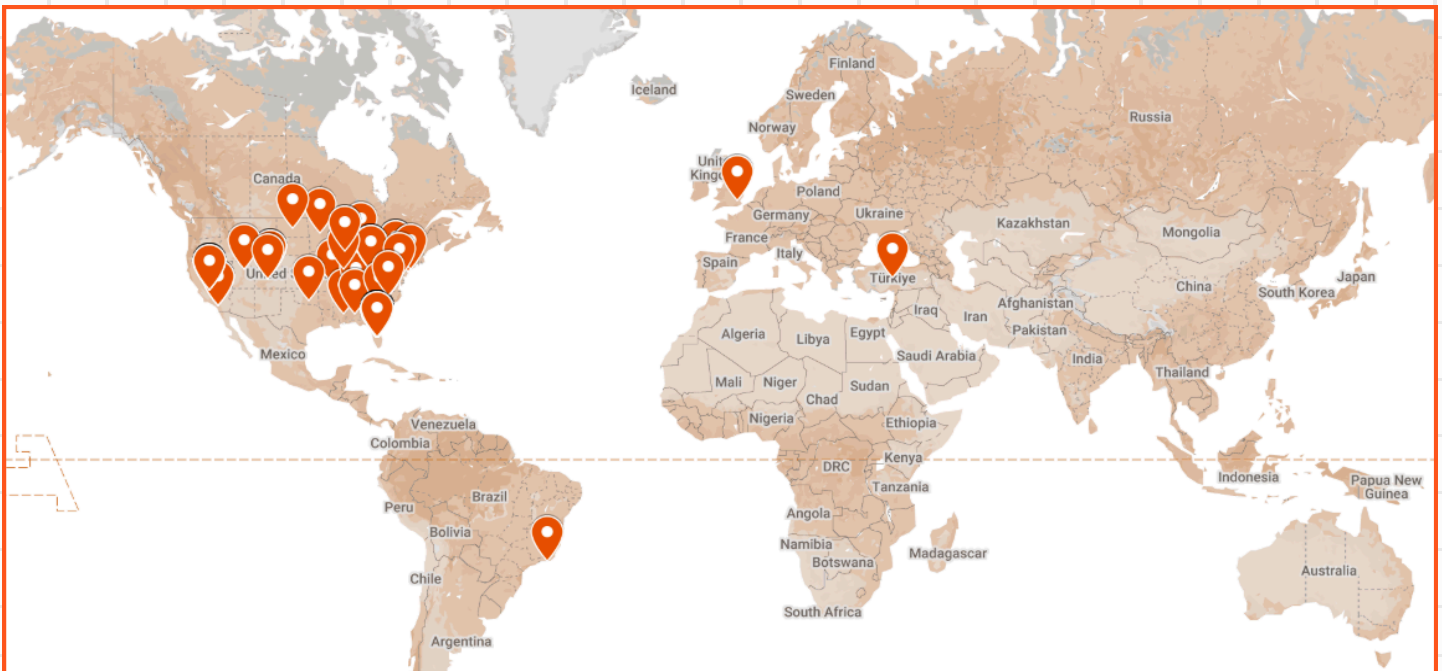 Finland
Iceland
Sweden
Russia
Norway
Canada
Unit
Kingd
Poland
Germany
Ukraine
Kazakhstan
Mongolia
France
Italy
Spain
Türkiye
United S
China
Japan
South Korea
Afghanistan
Iraq
Iran
Pakistan
Algeria
Libya
Egypt
Mexico
Saudi Arabia
India
Thailand
Mali
Niger
Sudan
Chad
Nigeria
Ethiopia
Venezuela
Colombia
Kenya
DRC
Indonesia
Papua New
Guinea
Tanzania
Brazil
Peru
Angola
Bolivia
Namibia
Madagascar
Botswana
Chile
Australia
South Africa
Argentina